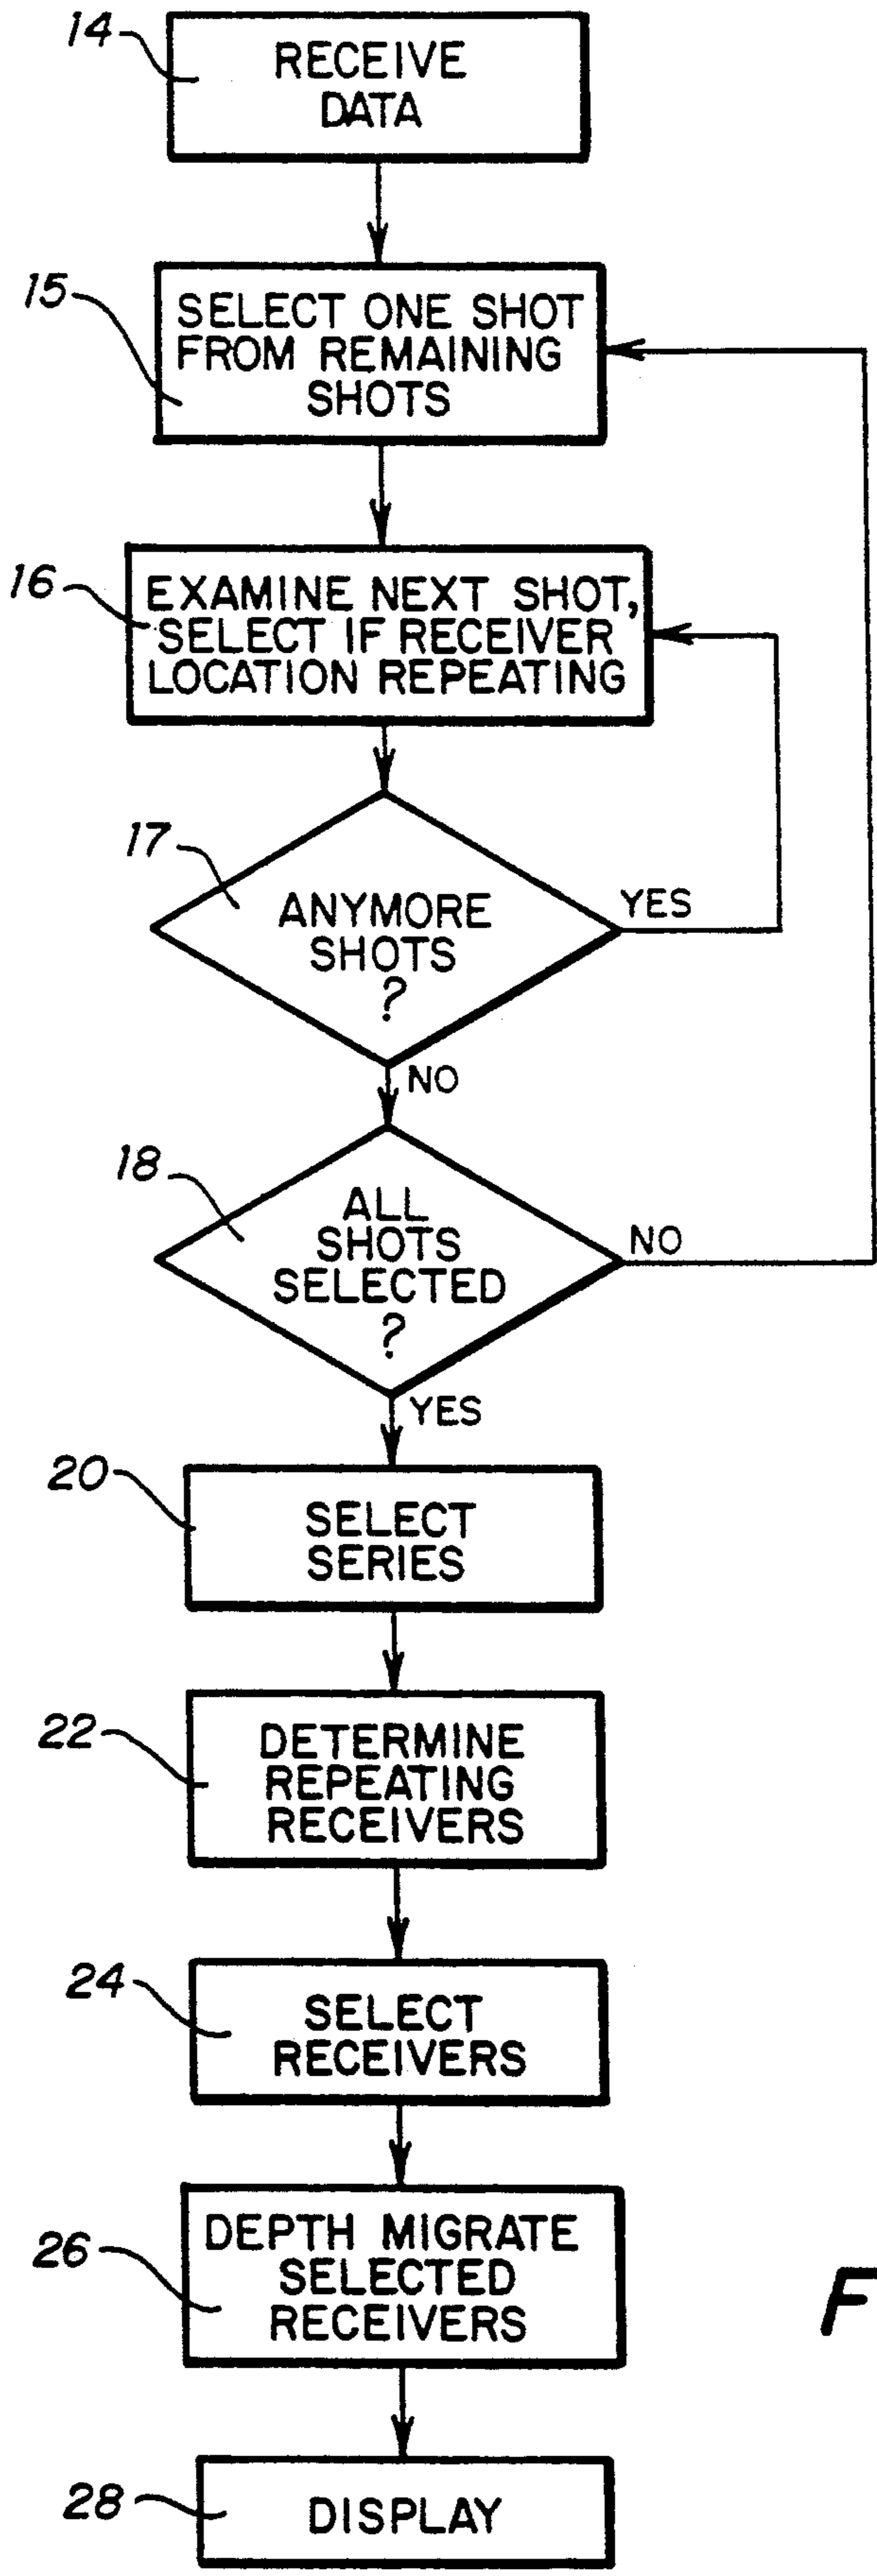 14
RECEIVE
DATA
15
SELECT ONE SHOT
FROM REMAINING
SHOTS
16
EXAMINE NEXT SHOT,
SELECT IF RECEIVER
LOCATION REPEATING
17
ANYMORE
SHOTS
?
YES
NO
18
ALL
SHOTS
SELECTED
?
NO
YES
20
SELECT
SERIES
22
DETERMINE
REPEATING
RECEIVERS
24
SELECT
RECEIVERS
26
DEPTH MIGRATE
SELECTED
RECEIVERS
F
28
DISPLAY